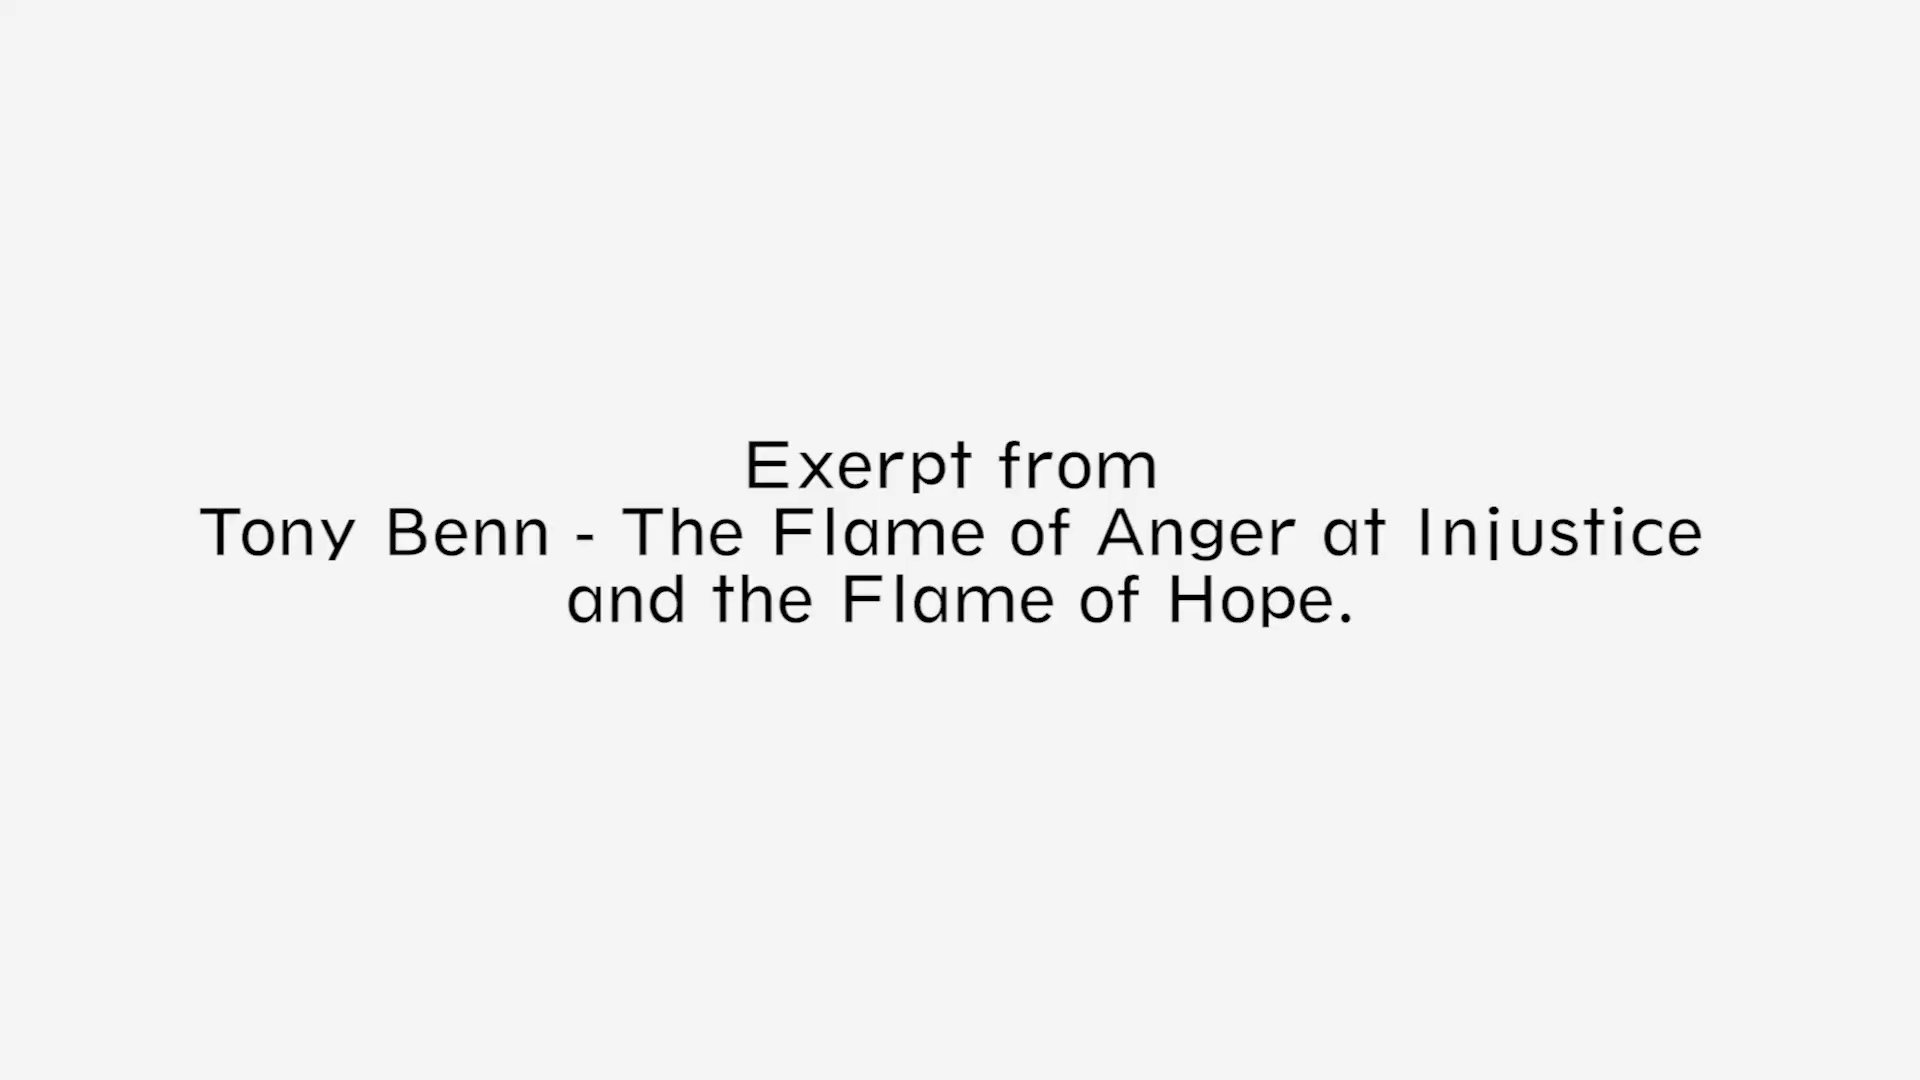 Exerpt from
Tony Benn - The Flame of Anger at Injustice
and the Flame of Hope.